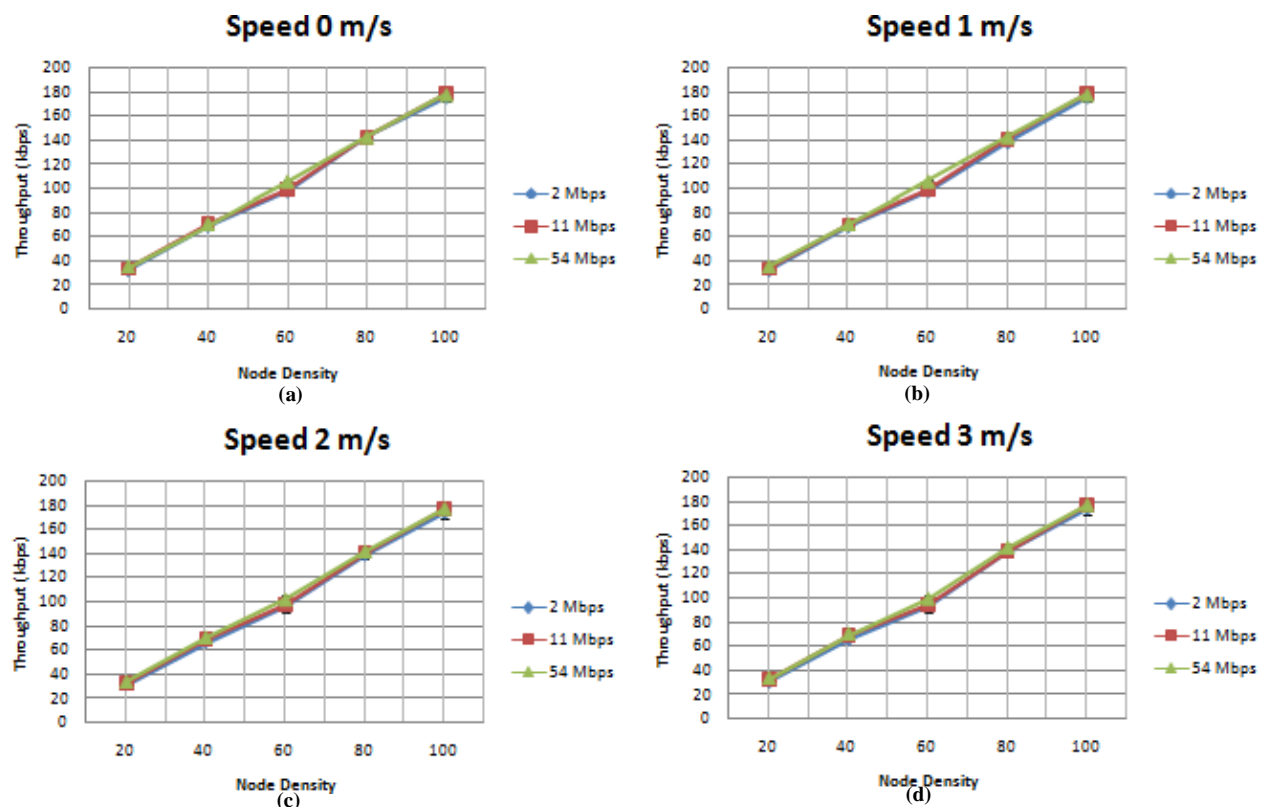 Speed 0 m/s
Throughput (kbps)
200
180
160
140
120
100
80
60
40
20
0
20 40 60 80 100
Node Density
2 Mbps
11 Mbps
54 Mbps
(a)
Speed 1 m/s
Throughput (kbps)
200
180
160
140
120
100
80
60
40
20
0
20 40 60 80 100
Node Density
2 Mbps
11 Mbps
54 Mbps
(b)
Speed 2 m/s
Throughput (kbps)
200
180
160
140
120
100
80
60
40
20
0
20 40 60 80 100
Node Density
2 Mbps
11 Mbps
54 Mbps
(c)
Speed 3 m/s
Throughput (kbps)
200
180
160
140
120
100
80
60
40
20
0
20 40 60 80 100
Node Density
2 Mbps
11 Mbps
54 Mbps
(d)